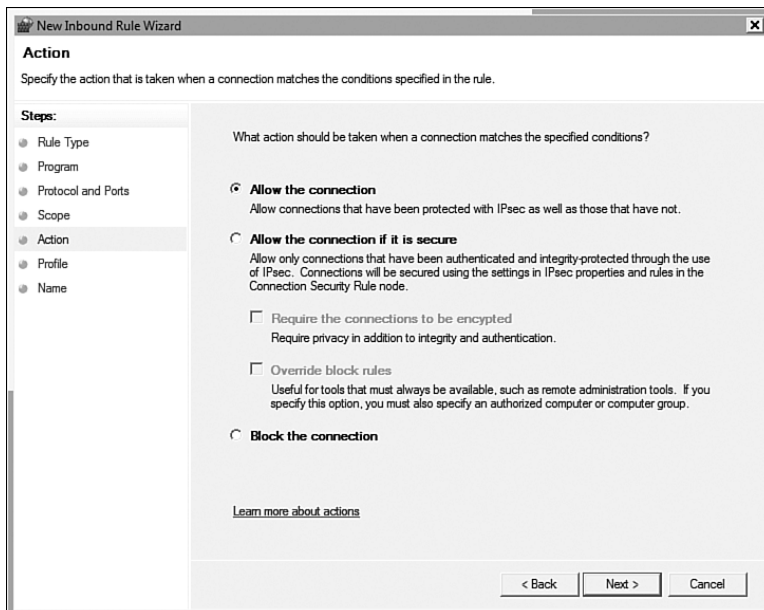 New Inbound Rule Wizard
Action
Specify the action that is taken when a connection matches the conditions specified in the rule.
Steps:
Rule Type
Program
Protocol and Ports
Scope
Action
Profile
Name
What action should be taken when a connection matches the specified conditions?
Allow the connection
Allow connections that have been protected with IPsec as well as those that have not.
Allow the connection if it is secure
Allow only connections that have been authenticated and integrity-protected through the use
of IPsec. Connections will be secured using the settings in IPsec properties and rules in the
Connection Security Rule node.
Require the connections to be encrypted
Require privacy in addition to integrity and authentication.
Override block rules
Useful for tools that must always be available, such as remote administration tools. If you
specify this option, you must also specify an authorized computer or computer group.
Block the connection
Learn more about actions
< Back
Next >
Cancel